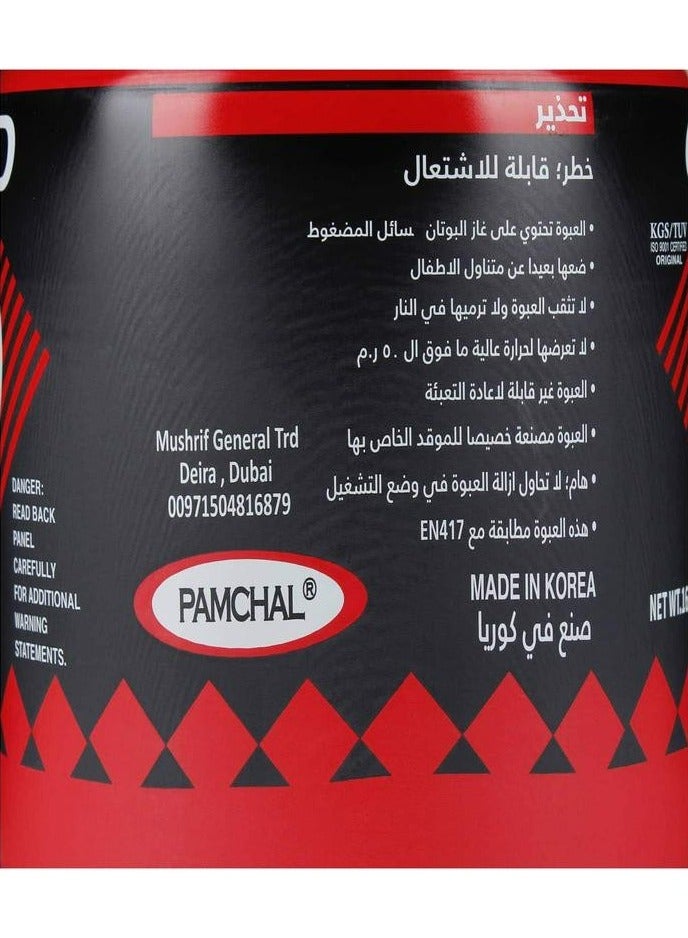 تحذير
خطر؛ قابلة للاشتعال
• العبوة تحتوي على غاز البوتان سائل المضغوط
• ضعها بعيدا عن متناول الاطفال
• لا تثقب العبوة ولا ترميها في النار
• لا تعرضها لحرارة عالية ما فوق ال ٥٠ ر.م
• العبوة غير قابلة لاعادة التعبئة
• العبوة مصنعة خصيصا للموقد الخاص بها
• هام؛ لا تحاول ازالة العبوة في وضع التشغيل
• هذه العبوة مطابقة مع EN417
MADE IN KOREA
صنع في كوريا
Mushrif General Trd
Deira , Dubai
00971504816879
PAMCHAL®
DANGER:
READ BACK
PANEL
CAREFULLY
FOR ADDITIONAL
WARNING
STATEMENTS.
KGS/TUV
ISO 9001 CERTIFIED
ORIGINAL
NET WT.